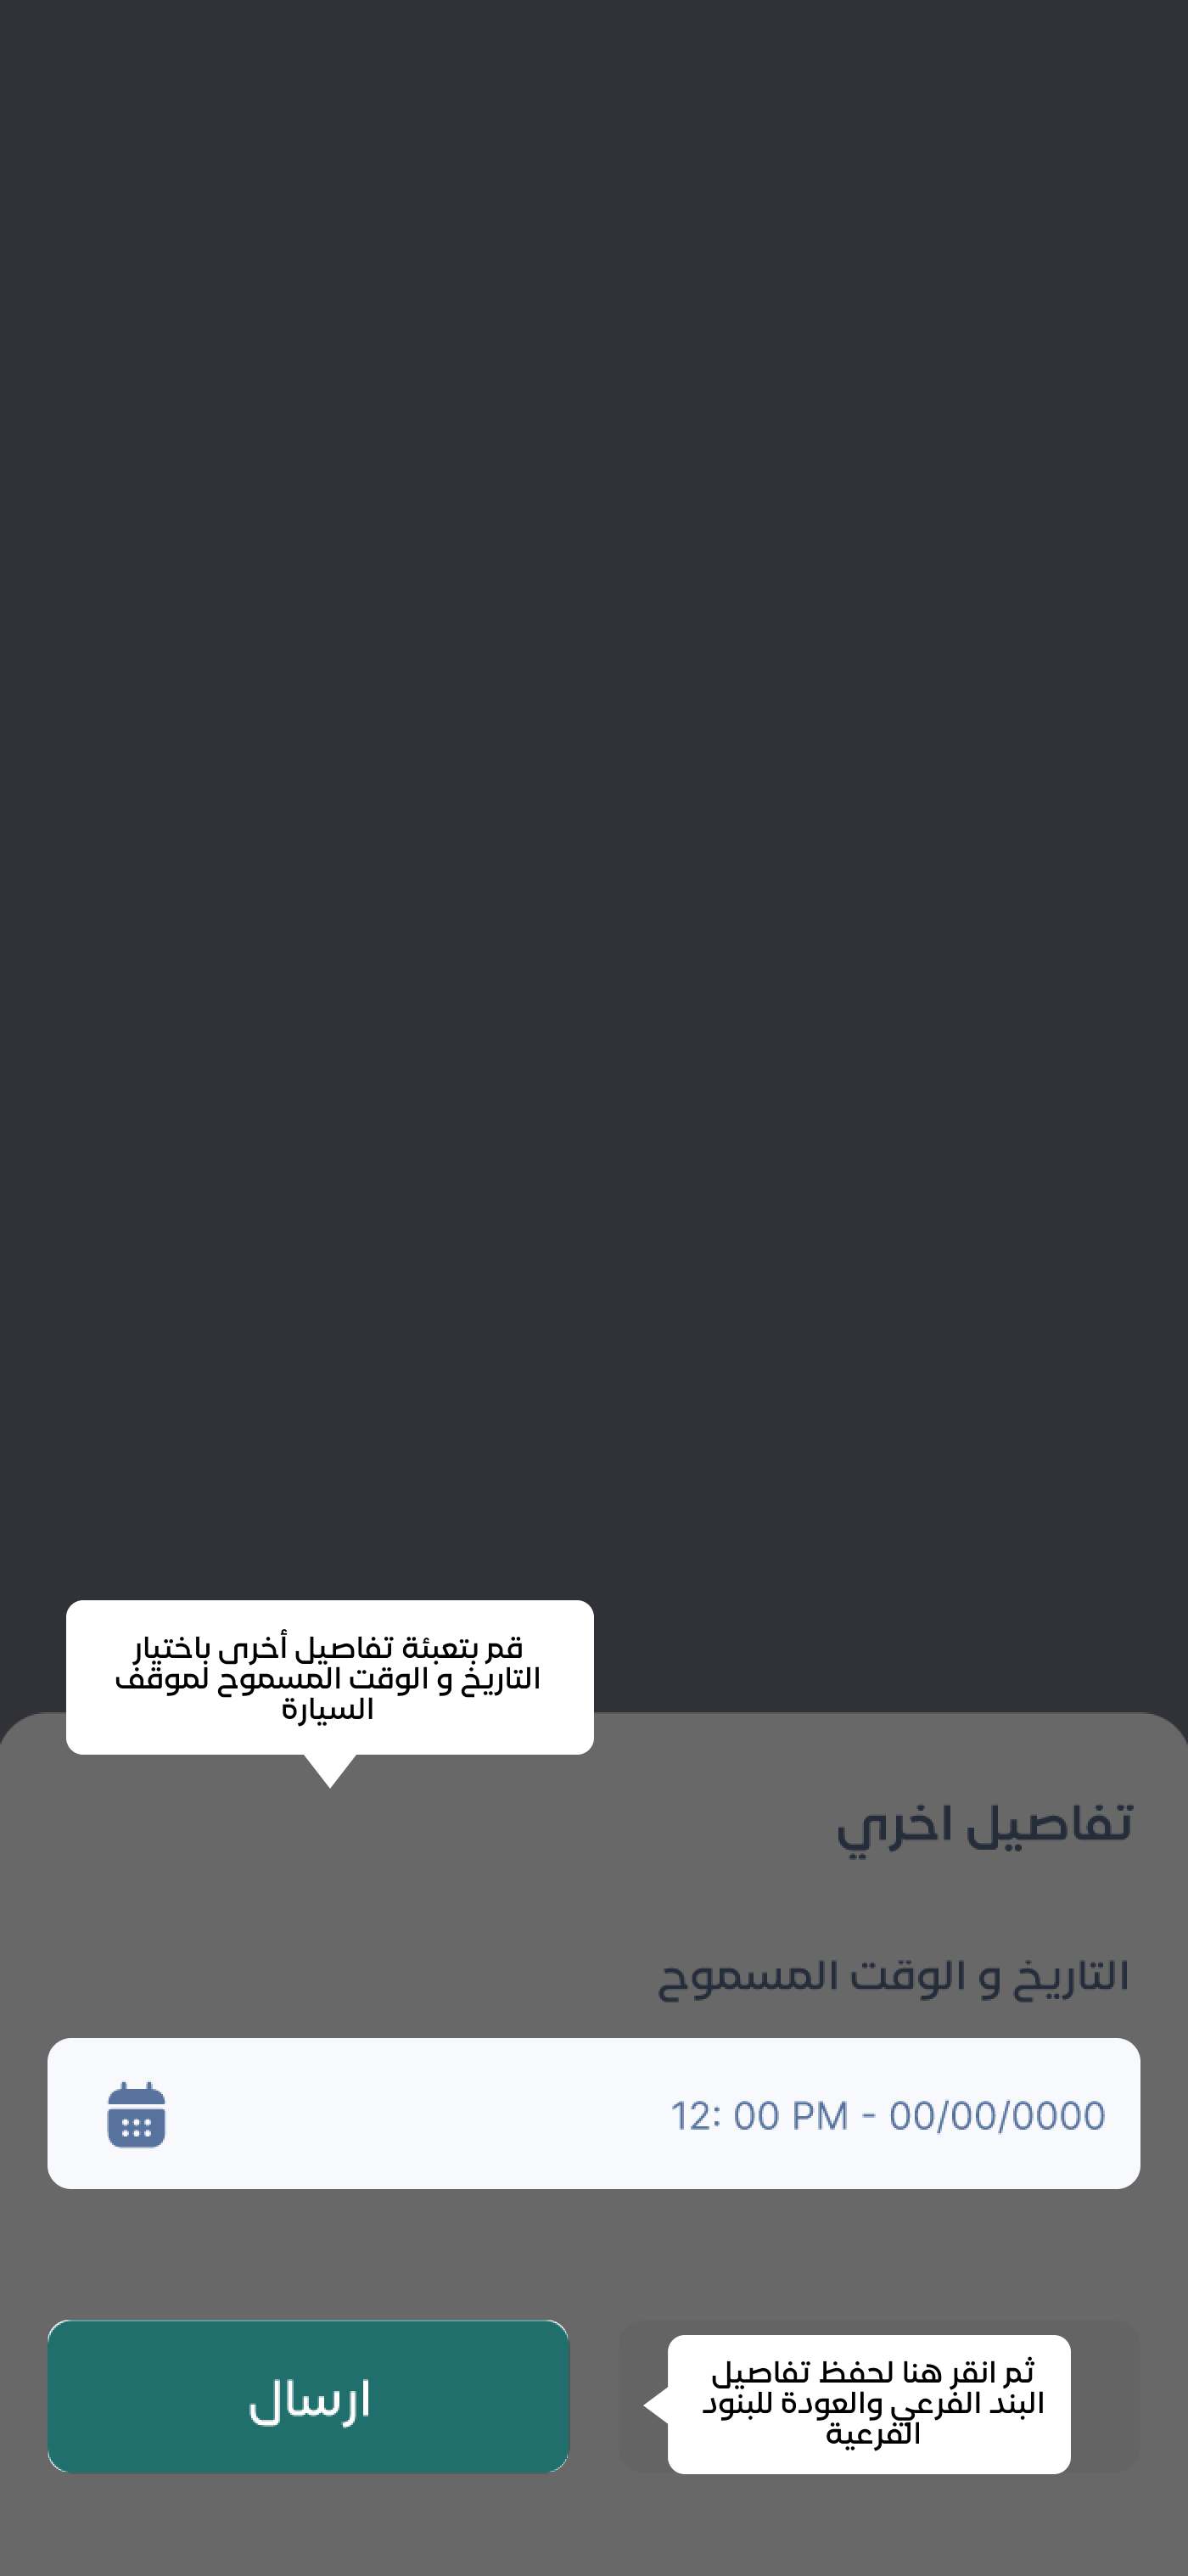 قم بتعبئة تفاصيل أخرى باختيار
التاريخ و الوقت المسموح لموقف
السيارة
تفاصيل اخري
التاريخ و الوقت المسموح
12: 00 PM - 00/00/0000
ثم انقر هنا لحفظ تفاصيل
البند الفرعي والعودة للبنود
الفرعية
ارسال